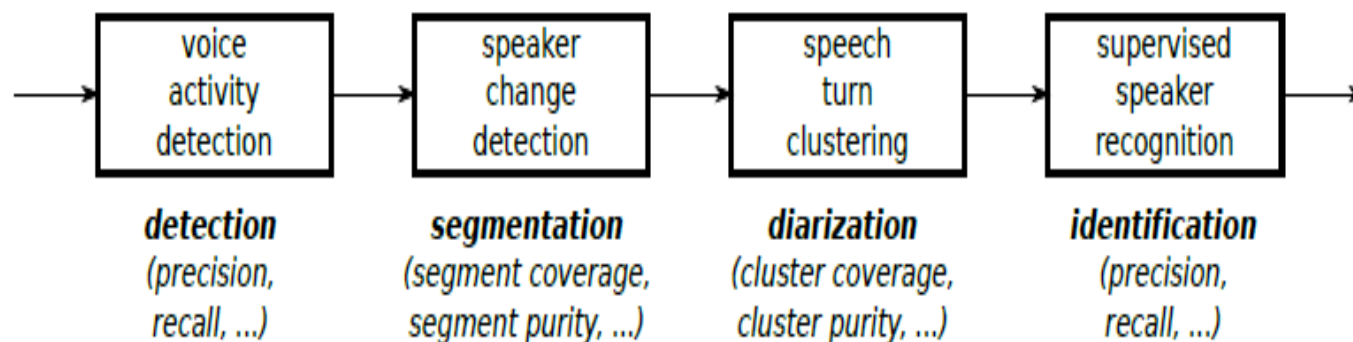 voice
activity
detection
speaker
change
detection
speech
turn
clustering
supervised
speaker
recognition
detection
(precision,
recall, ...)
segmentation
(segment coverage,
segment purity, ...)
diarization
(cluster coverage,
cluster purity, ...)
identification
(precision,
recall, ...)